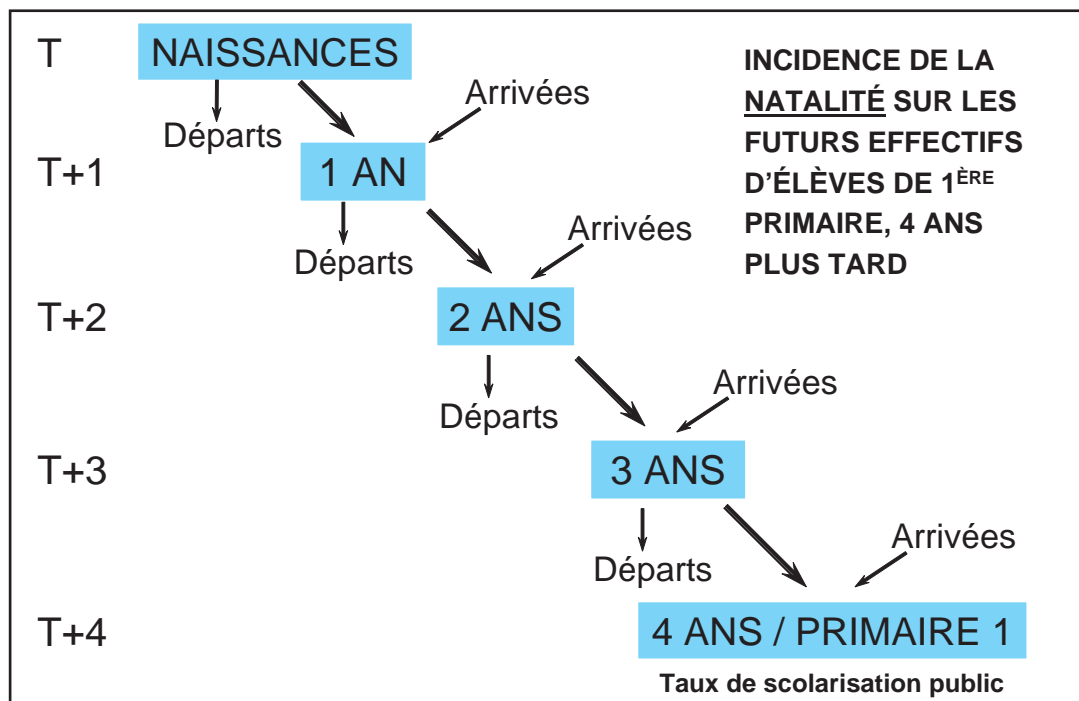 T
NAISSANCES
INCIDENCE DE LA
NATALITÉ SUR LES
FUTURS EFFECTIFS
D'ÉLÈVES DE 1ÈRE
PRIMAIRE, 4 ANS
PLUS TARD
Départs
Arrivées
T+1
1 AN
Départs
Arrivées
T+2
2 ANS
Départs
Arrivées
T+3
3 ANS
Départs
Arrivées
T+4
4 ANS / PRIMAIRE 1
Taux de scolarisation public